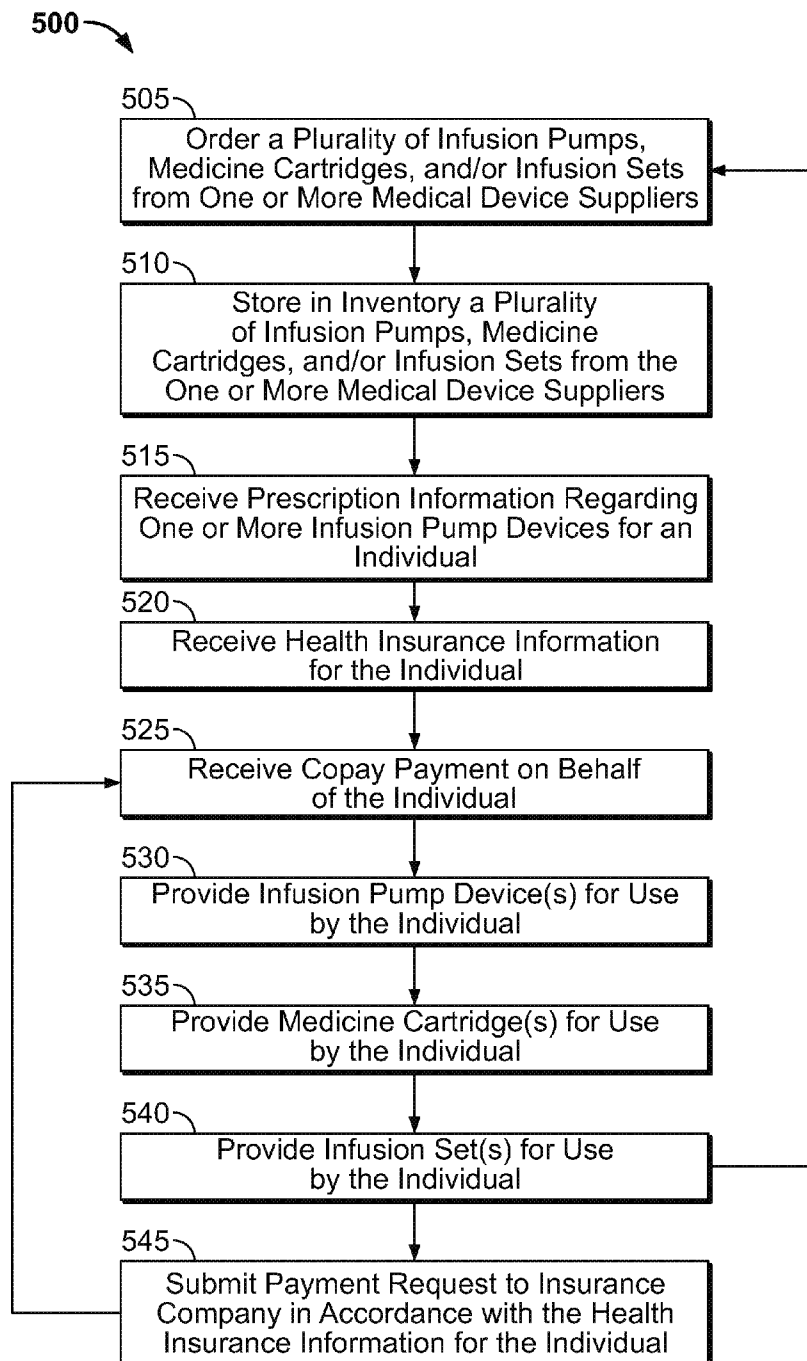 500
505
Order a Plurality of Infusion Pumps,
Medicine Cartridges, and/or Infusion Sets
from One or More Medical Device Suppliers
510
Store in Inventory a Plurality
of Infusion Pumps, Medicine
Cartridges, and/or Infusion Sets from the
One or More Medical Device Suppliers
515
Receive Prescription Information Regarding
One or More Infusion Pump Devices for an
Individual
520
Receive Health Insurance Information
for the Individual
525
Receive Copay Payment on Behalf
of the Individual
530
Provide Infusion Pump Device(s) for Use
by the Individual
535
Provide Medicine Cartridge(s) for Use
by the Individual
540
Provide Infusion Set(s) for Use
by the Individual
545
Submit Payment Request to Insurance
Company in Accordance with the Health
Insurance Information for the Individual